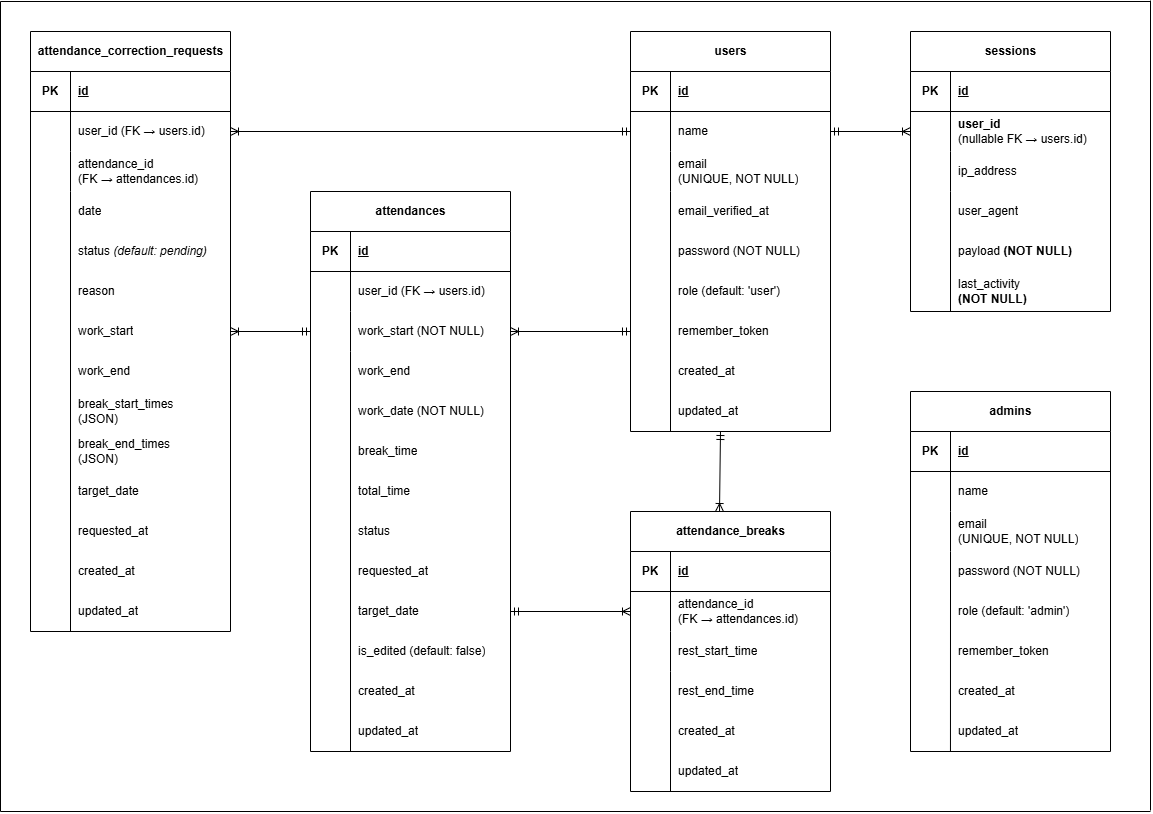 attendance_correction_requests
PK id
user_id (FK → users.id)
attendance_id
(FK → attendances.id)
date
status (default: pending)
reason
work_start
work_end
break_start_times
(JSON)
break_end_times
(JSON)
target_date
requested_at
created_at
updated_at
attendances
PK id
user_id (FK → users.id)
work_start (NOT NULL)
work_end
work_date (NOT NULL)
break_time
total_time
status
requested_at
target_date
is_edited (default: false)
created_at
updated_at
users
PK id
name
email
(UNIQUE, NOT NULL)
email_verified_at
password (NOT NULL)
role (default: 'user')
remember_token
created_at
updated_at
attendance_breaks
PK id
attendance_id
(FK → attendances.id)
rest_start_time
rest_end_time
created_at
updated_at
sessions
PK id
user_id
(nullable FK → users.id)
ip_address
user_agent
payload (NOT NULL)
last_activity
(NOT NULL)
admins
PK id
name
email
(UNIQUE, NOT NULL)
password (NOT NULL)
role (default: 'admin')
remember_token
created_at
updated_at